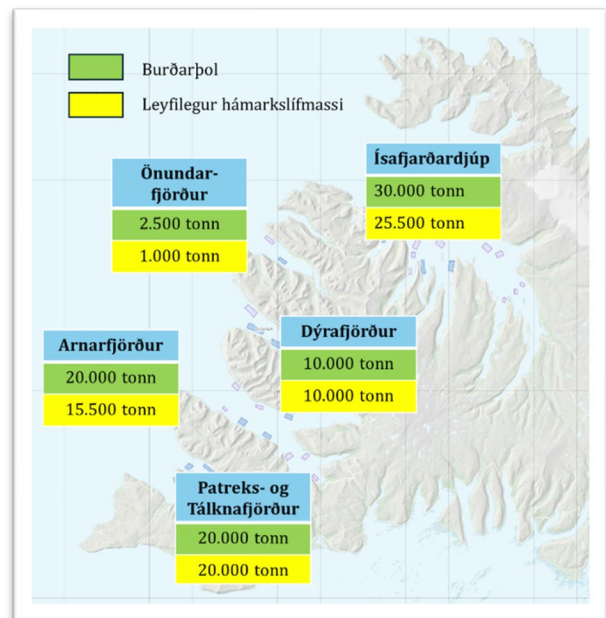 Burðarþol
Leyfilegur hámarkslífmassi
Önundar-
fjörður
2.500 tonn
1.000 tonn
Ísafjarðardjúp
30.000 tonn
25.500 tonn
Arnarfjörður
20.000 tonn
15.500 tonn
Dýrafjörður
10.000 tonn
10.000 tonn
Patreks- og
Tálknafjörður
20.000 tonn
20.000 tonn